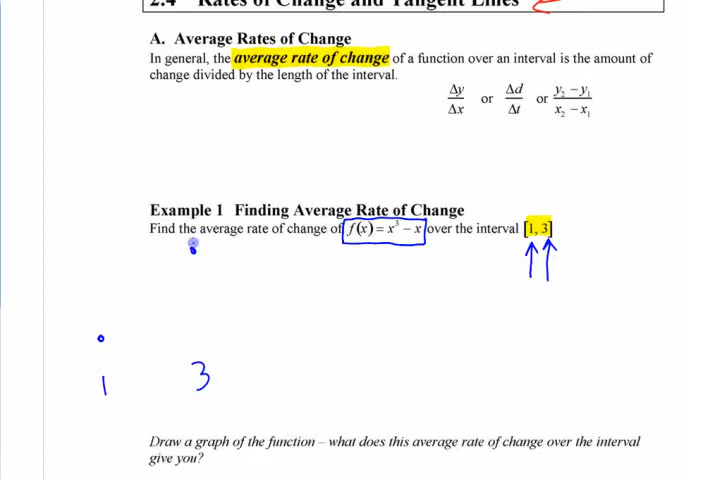 2.4 Rates of Change and Tangent Lines
A. Average Rates of Change
In general, the average rate of change of a function over an interval is the amount of
change divided by the length of the interval.
Δy/Δx or Δd/Δt or y₂ − y₁/x₂ − x₁
Example 1 Finding Average Rate of Change
Find the average rate of change of f(x) = x³ − x over the interval [1, 3]
1 3
Draw a graph of the function – what does this average rate of change over the interval
give you?